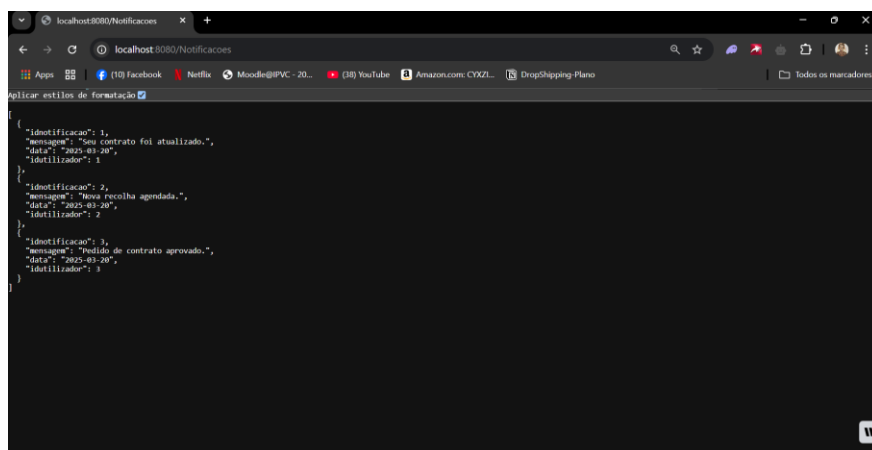 localhost:8080/Notificacoes
localhost:8080/Notificacoes
Apps
(10) Facebook
Netflix
Moodle@IPVC - 20...
(38) YouTube
Amazon.com: CYXZI...
DropShipping-Plano
Todos os marcadores
Aplicar estilos de formatação
[
{
"idnotificacao": 1,
"mensagem": "Seu contrato foi atualizado.",
"data": "2025-03-20",
"idutilizador": 1
},
{
"idnotificacao": 2,
"mensagem": "Nova recolha agendada.",
"data": "2025-03-20",
"idutilizador": 2
},
{
"idnotificacao": 3,
"mensagem": "Pedido de contrato aprovado.",
"data": "2025-03-20",
"idutilizador": 3
}
]